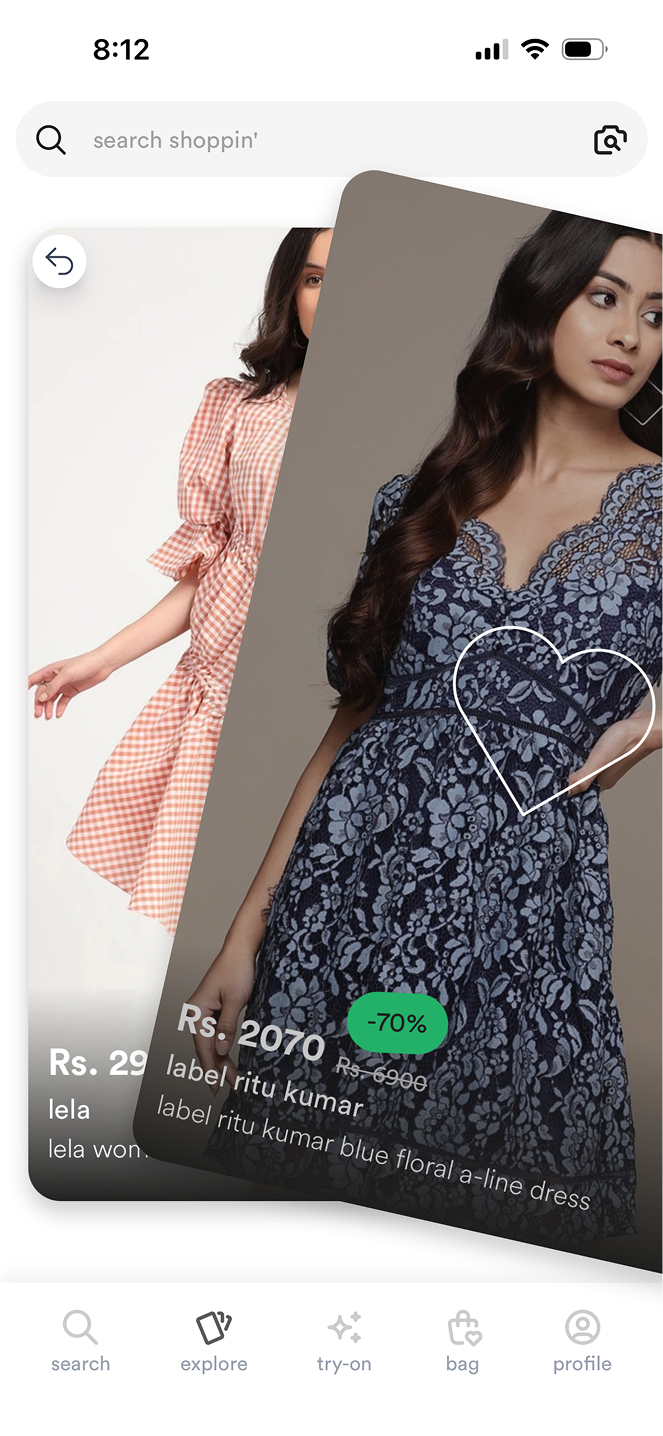 8:12
search shoppin'
Rs. 29
lela
lela won
Rs. 2070
-70%
Rs. 6900
label ritu kumar
label ritu kumar blue floral a-line dress
search
explore
try-on
bag
profile